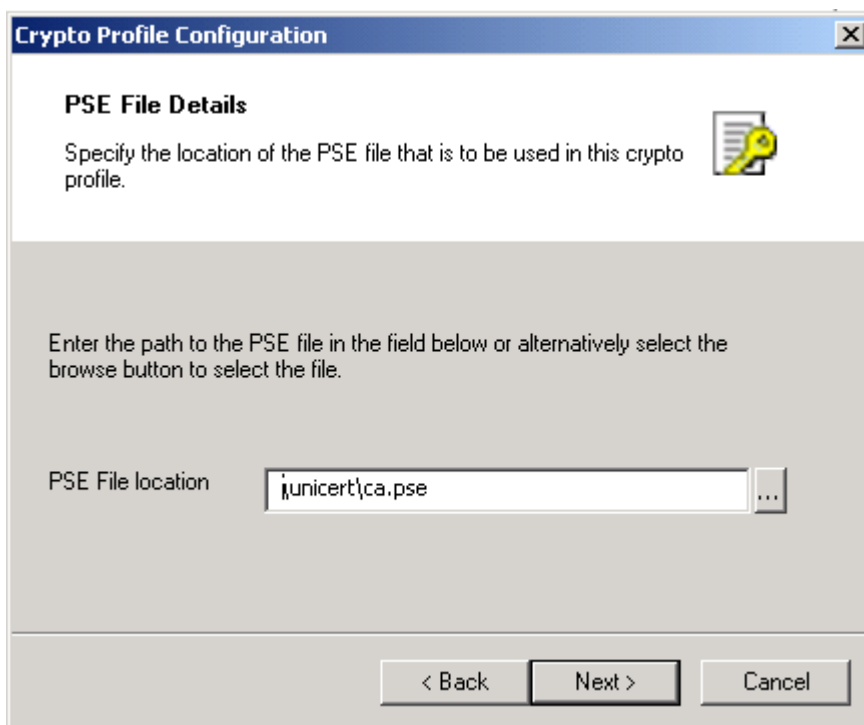 Crypto Profile Configuration
PSE File Details
Specify the location of the PSE file that is to be used in this crypto
profile.
Enter the path to the PSE file in the field below or alternatively select the
browse button to select the file.
PSE File location
\unicert\ca.pse
...
< Back
Next >
Cancel